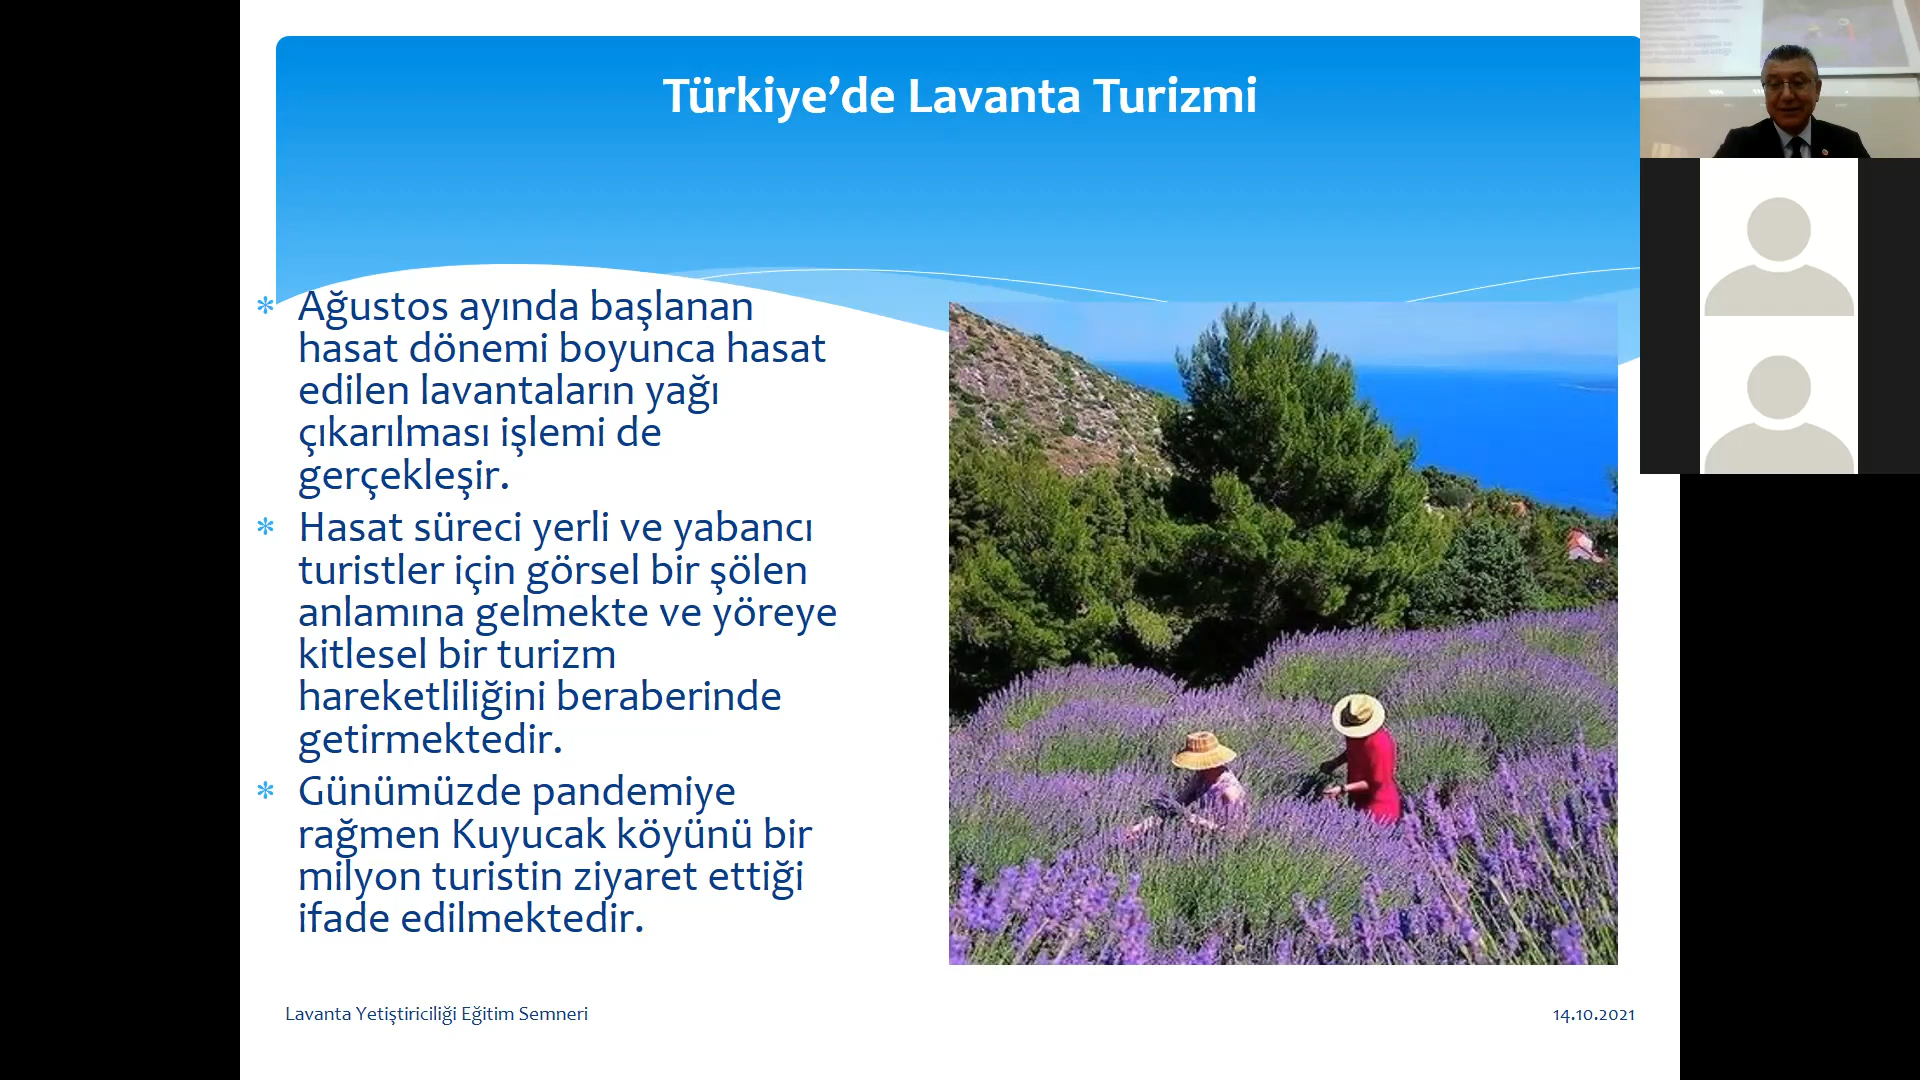 Türkiye’de Lavanta Turizmi
* Ağustos ayında başlanan
hasat dönemi boyunca hasat
edilen lavantaların yağı
çıkarılması işlemi de
gerçekleşir.
* Hasat süreci yerli ve yabancı
turistler için görsel bir şölen
anlamına gelmekte ve yöreye
kitlesel bir turizm
hareketliliğini beraberinde
getirmektedir.
* Günümüzde pandemiye
rağmen Kuyucak köyünü bir
milyon turistin ziyaret ettiği
ifade edilmektedir.
Lavanta Yetiştiriciliği Eğitim Semneri
14.10.2021